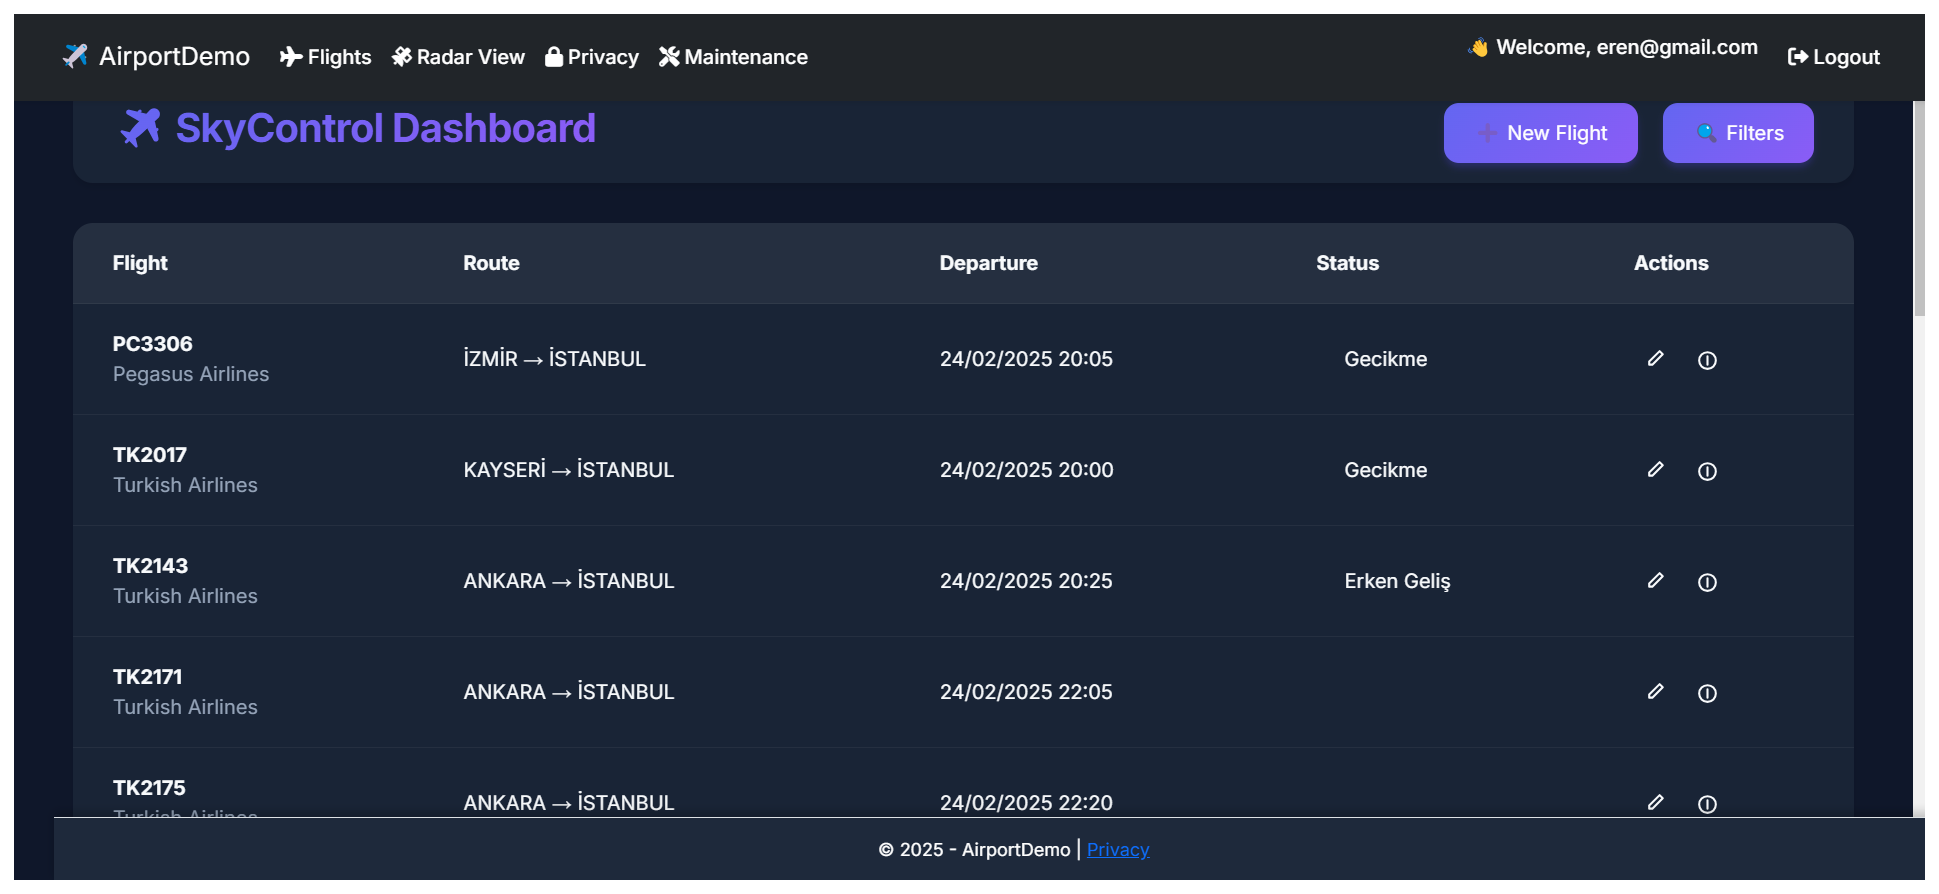 AirportDemo Flights Radar View Privacy Maintenance Welcome, eren@gmail.com Logout
SkyControl Dashboard New Flight Filters
Flight Route Departure Status Actions
PC3306
Pegasus Airlines
İZMİR → İSTANBUL 24/02/2025 20:05 Gecikme
TK2017
Turkish Airlines
KAYSERİ → İSTANBUL 24/02/2025 20:00 Gecikme
TK2143
Turkish Airlines
ANKARA → İSTANBUL 24/02/2025 20:25 Erken Geliş
TK2171
Turkish Airlines
ANKARA → İSTANBUL 24/02/2025 22:05
TK2175
Turkish Airlines
ANKARA → İSTANBUL 24/02/2025 22:20
© 2025 - AirportDemo | Privacy